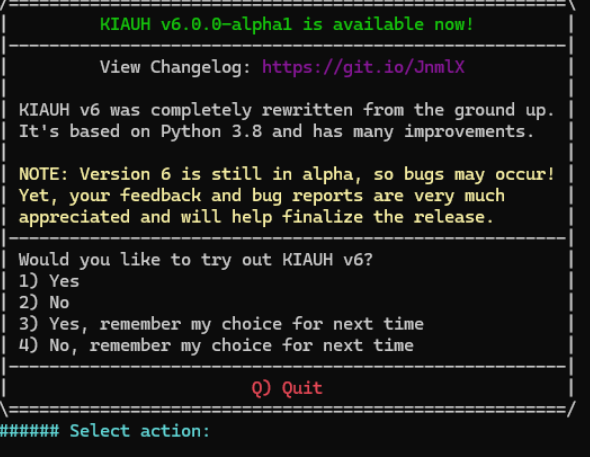 /=======================================================\
KIAUH v6.0.0-alpha1 is available now!
|-------------------------------------------------------|
View Changelog: https://git.io/JnmlX
KIAUH v6 was completely rewritten from the ground up.
It's based on Python 3.8 and has many improvements.
NOTE: Version 6 is still in alpha, so bugs may occur!
Yet, your feedback and bug reports are very much
appreciated and will help finalize the release.
|-------------------------------------------------------|
Would you like to try out KIAUH v6?
1) Yes
2) No
3) Yes, remember my choice for next time
4) No, remember my choice for next time
|-------------------------------------------------------|
Q) Quit
\=======================================================/
###### Select action: